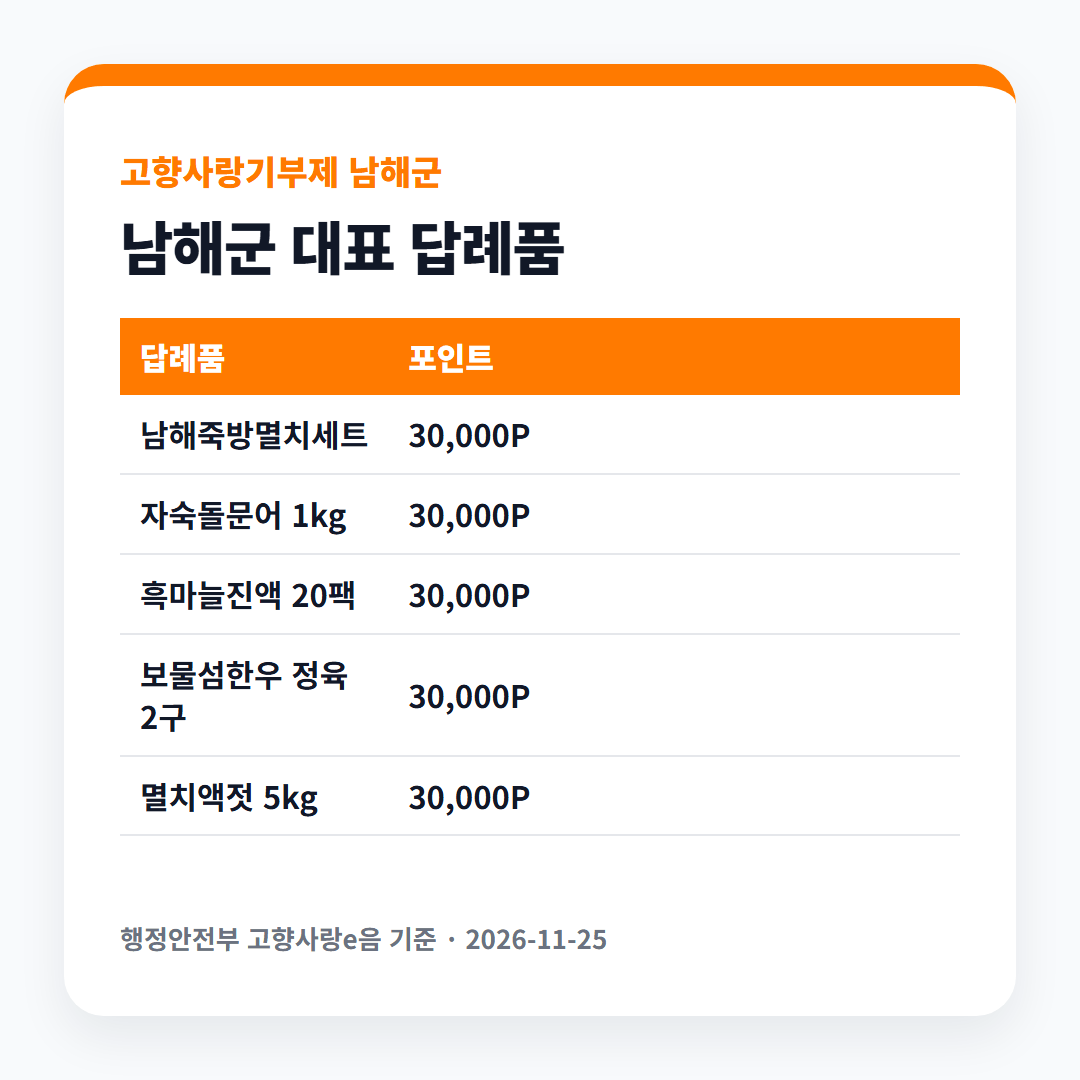 고향사랑기부제 남해군
남해군 대표 답례품
답례품 포인트
남해죽방멸치세트 30,000P
자숙돌문어 1kg 30,000P
흑마늘진액 20팩 30,000P
보물섬한우 정육
2구 30,000P
멸치액젓 5kg 30,000P
행정안전부 고향사랑e음 기준 · 2026-11-25